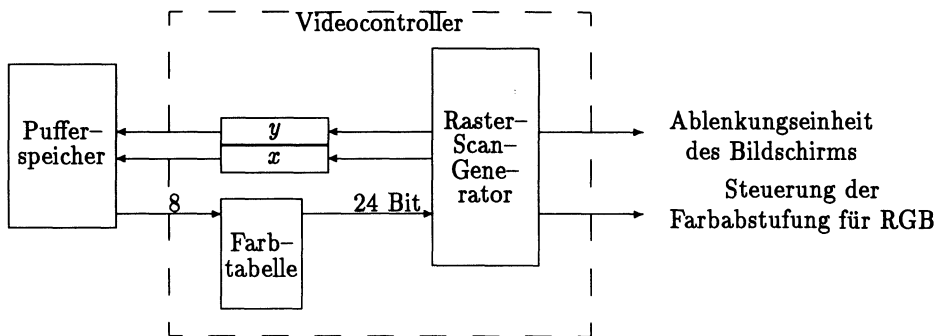 Videocontroller
Puffer–
speicher
y
x
Raster–
Scan–
Gene–
rator
Ablenkungseinheit
des Bildschirms
8
24 Bit
Steuerung der
Farbabstufung für RGB
Farb–
tabelle